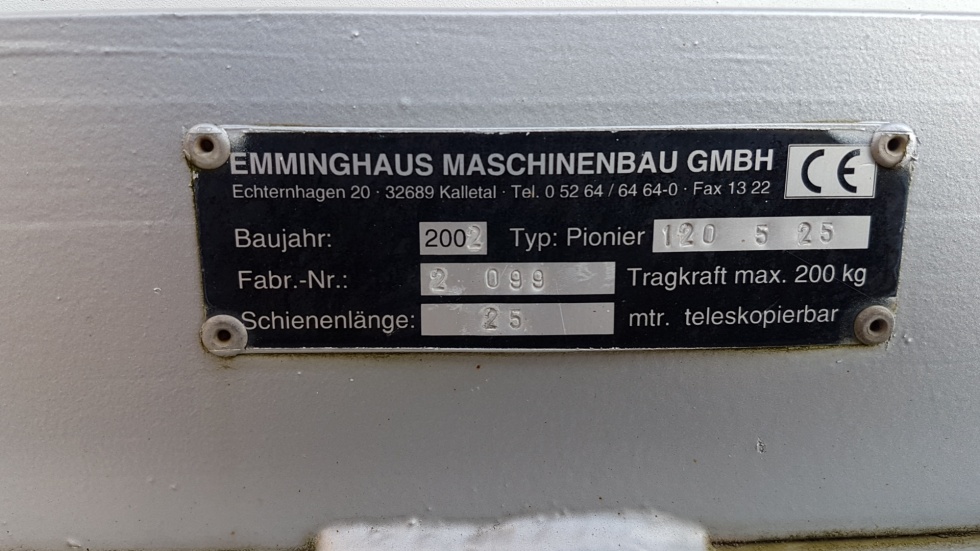 EMMINGHAUS MASCHINENBAU GMBH CE
Echternhagen 20 · 32689 Kalletal · Tel. 0 52 64 / 64 64-0 · Fax 13 22
Baujahr: 2002 Typ: Pionier 120 .5 25
Fabr.-Nr.: 2 099 Tragkraft max. 200 kg
Schienenlänge: 25 mtr. teleskopierbar